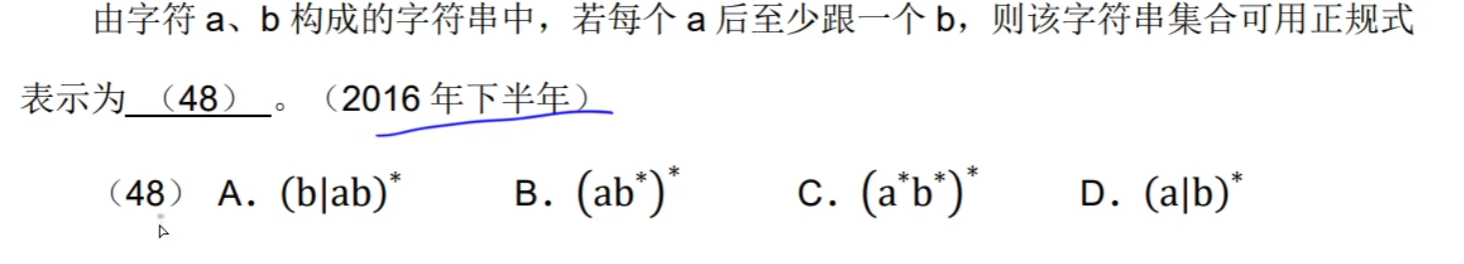 由字符 a、b 构成的字符串中，若每个 a 后至少跟一个 b，则该字符串集合可用正规式
表示为 （48） 。（2016 年下半年）
（48） A. (b|ab)* B. (ab*)* C. (a*b*)* D. (a|b)*